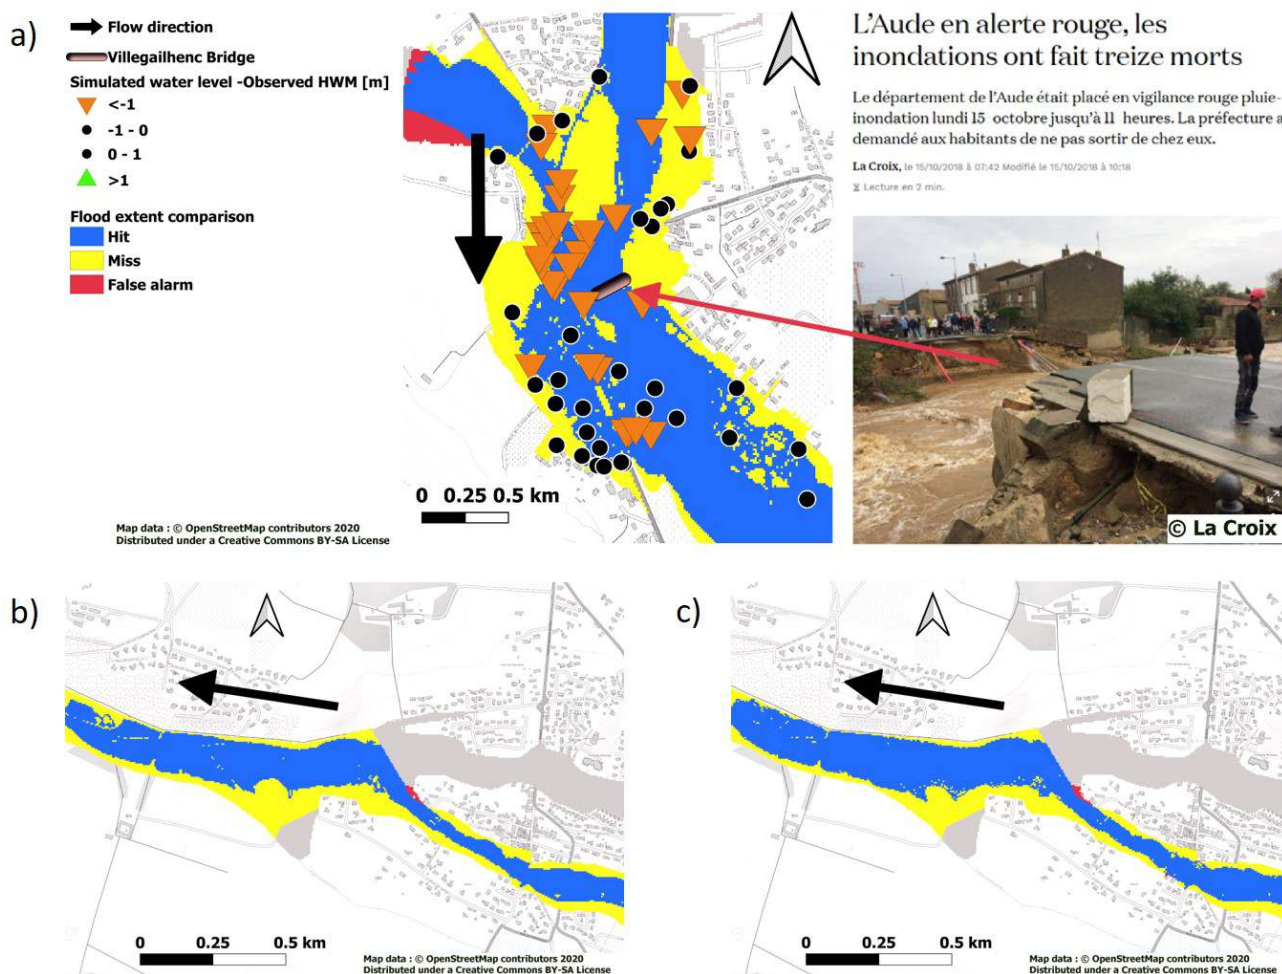 a)
Flow direction
Villegailhenc Bridge
Simulated water level -Observed HWM [m]
<-1
-1 - 0
0 - 1
>1
Flood extent comparison
Hit
Miss
False alarm
0 0.25 0.5 km
Map data : © OpenStreetMap contributors 2020
Distributed under a Creative Commons BY-SA License
L’Aude en alerte rouge, les
inondations ont fait treize morts
Le département de l’Aude était placé en vigilance rouge pluie-
inondation lundi 15 octobre jusqu’à 11 heures. La préfecture a
demandé aux habitants de ne pas sortir de chez eux.
La Croix, le 15/10/2018 à 07:42 Modifié le 15/10/2018 à 10:18
Lecture en 2 min.
© La Croix
b)
0 0.25 0.5 km
Map data : © OpenStreetMap contributors 2020
Distributed under a Creative Commons BY-SA License
c)
0 0.25 0.5 km
Map data : © OpenStreetMap contributors 2020
Distributed under a Creative Commons BY-SA License